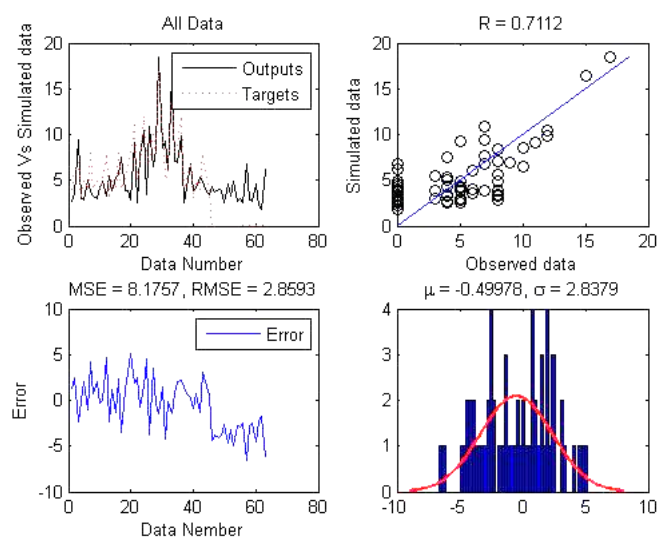 All Data
Observed Vs Simulated data
20
15
10
5
0
Outputs
Targets
0 20 40 60 80
Data Number
R = 0.7112
Simulated data
20
15
10
5
0
0 5 10 15 20
Observed data
MSE = 8.1757, RMSE = 2.8593
Error
10
5
0
-5
-10
Error
0 20 40 60 80
Data Nember
μ = -0.49978, σ = 2.8379
4
3
2
1
0
-10 -5 0 5 10